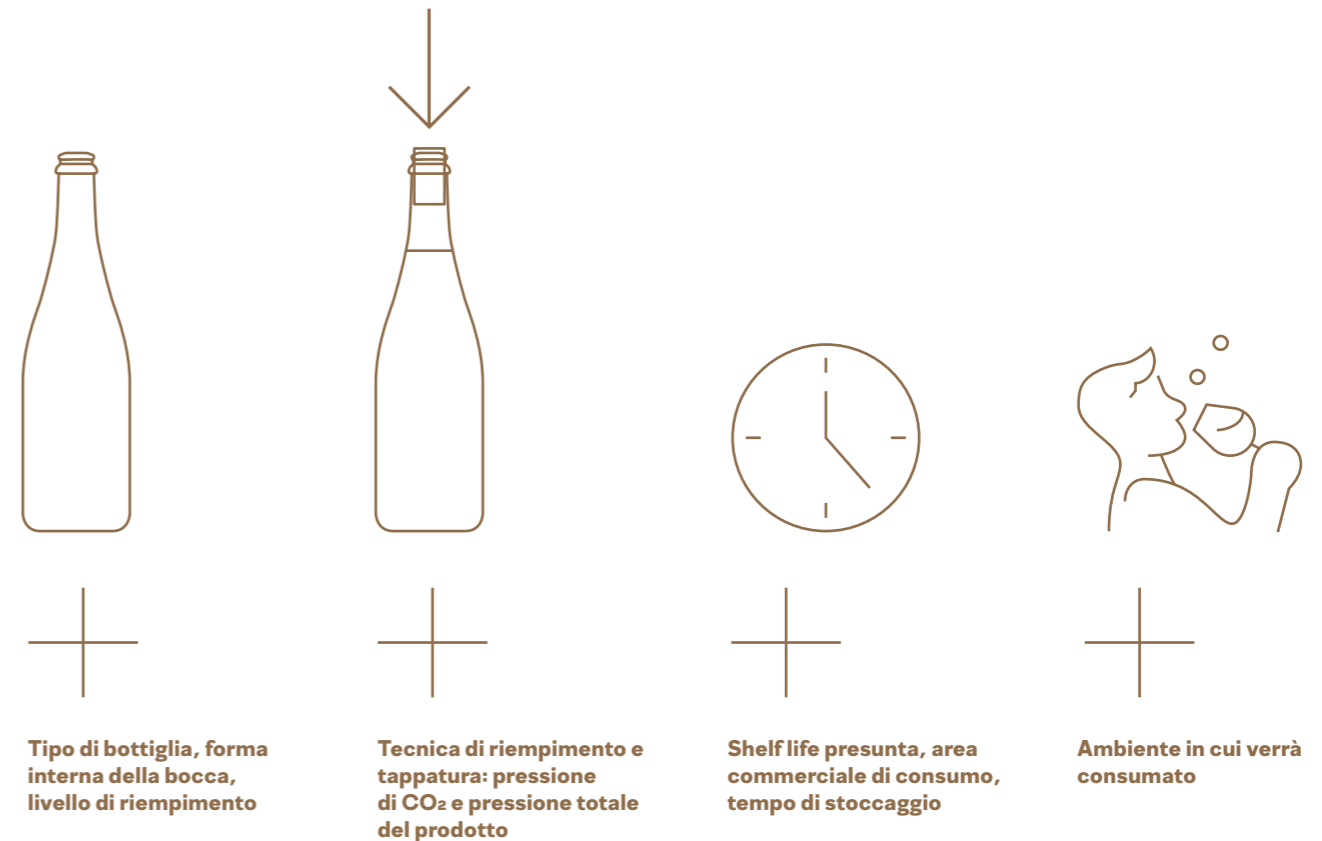 Tipo di bottiglia, forma
interna della bocca,
livello di riempimento
Tecnica di riempimento e
tappatura: pressione
di CO₂ e pressione totale
del prodotto
Shelf life presunta, area
commerciale di consumo,
tempo di stoccaggio
Ambiente in cui verrà
consumato